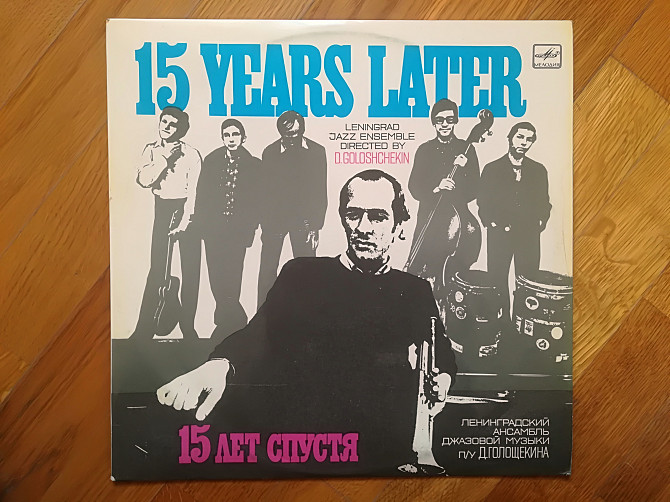 15 YEARS LATER
МЕЛОДИЯ
LENINGRAD
JAZZ ENSEMBLE
DIRECTED BY
D.GOLOSHCHEKIN
15 ЛЕТ СПУСТЯ
ЛЕНИНГРАДСКИЙ
АНСАМБЛЬ
ДЖАЗОВОЙ МУЗЫКИ
П/У Д.ГОЛОЩЕКИНА